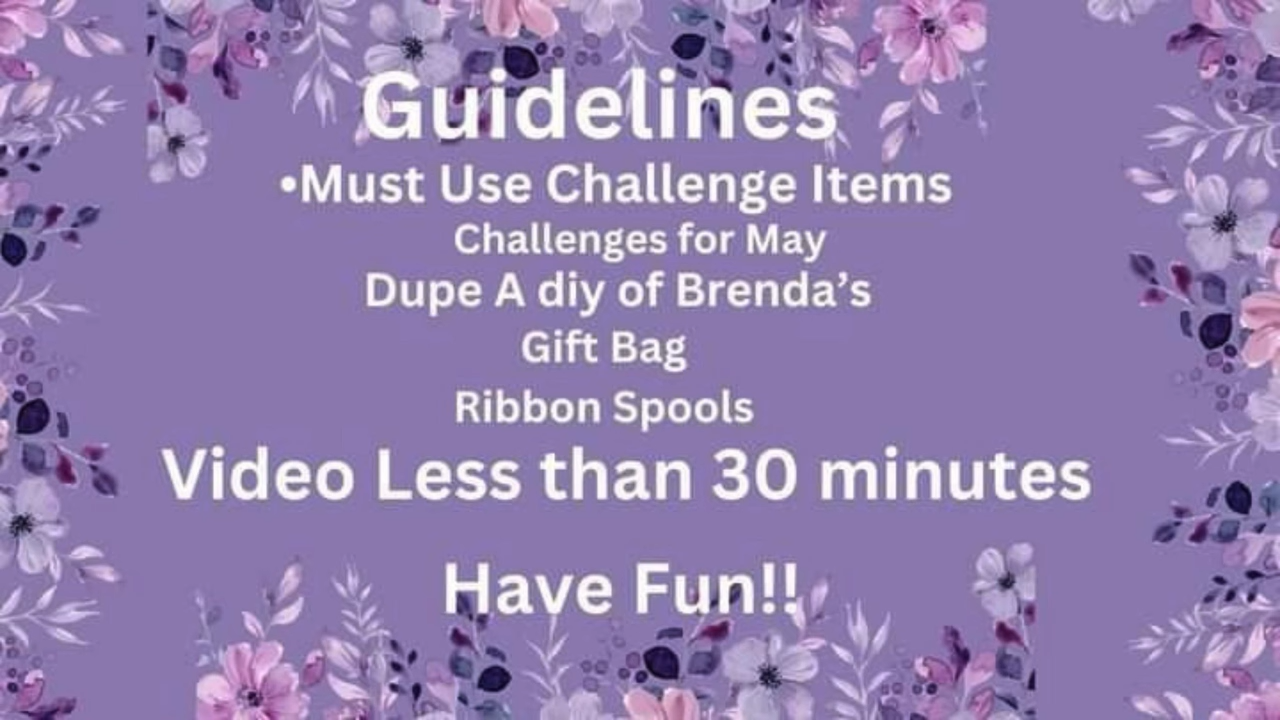 Guidelines
•Must Use Challenge Items
Challenges for May
Dupe A diy of Brenda’s
Gift Bag
Ribbon Spools
Video Less than 30 minutes
Have Fun!!